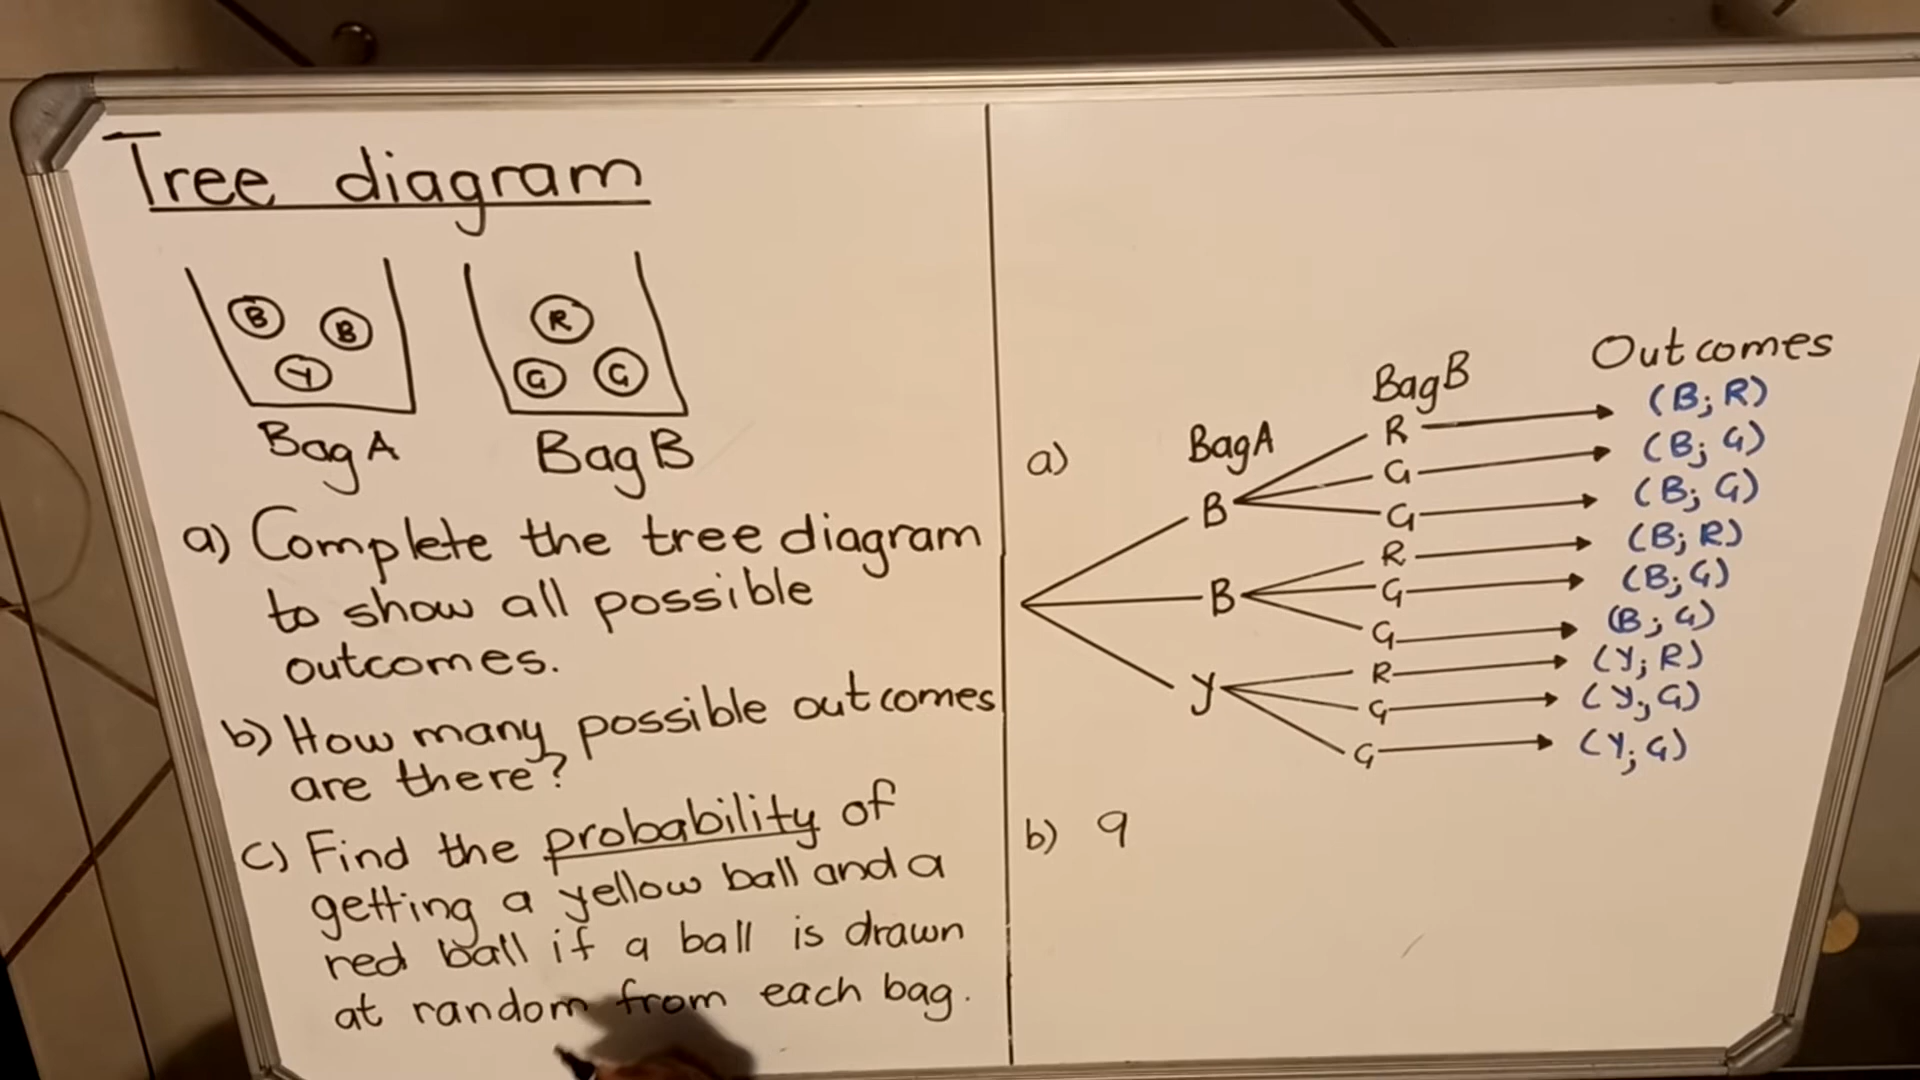 Tree diagram
B B
Y
Bag A
R
G G
Bag B
a) Complete the tree diagram
to show all possible
outcomes.
b) How many possible outcomes
are there?
c) Find the probability of
getting a yellow ball and a
red ball if a ball is drawn
at random from each bag.
a)
Bag A
Bag B
Outcomes
B
R (B; R)
G (B; G)
G (B; G)
B
R (B; R)
G (B; G)
G (B; G)
Y
R (Y; R)
G (Y; G)
G (Y; G)
b) 9